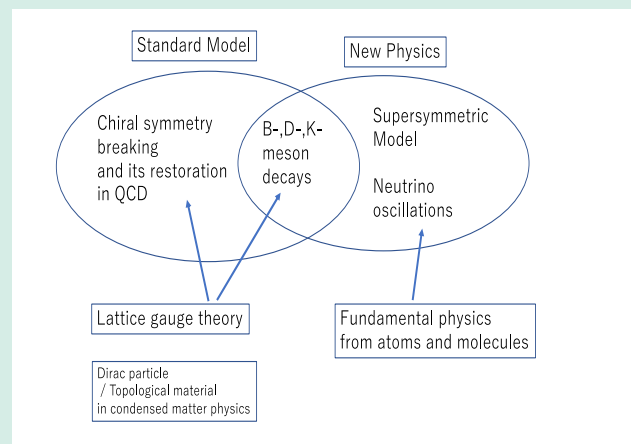 Standard Model
New Physics
Chiral symmetry
breaking
and its restoration
in QCD
B-,D-,K-
meson
decays
Supersymmetric
Model
Neutrino
oscillations
Lattice gauge theory
Fundamental physics
from atoms and molecules
Dirac particle
/ Topological material
in condensed matter physics